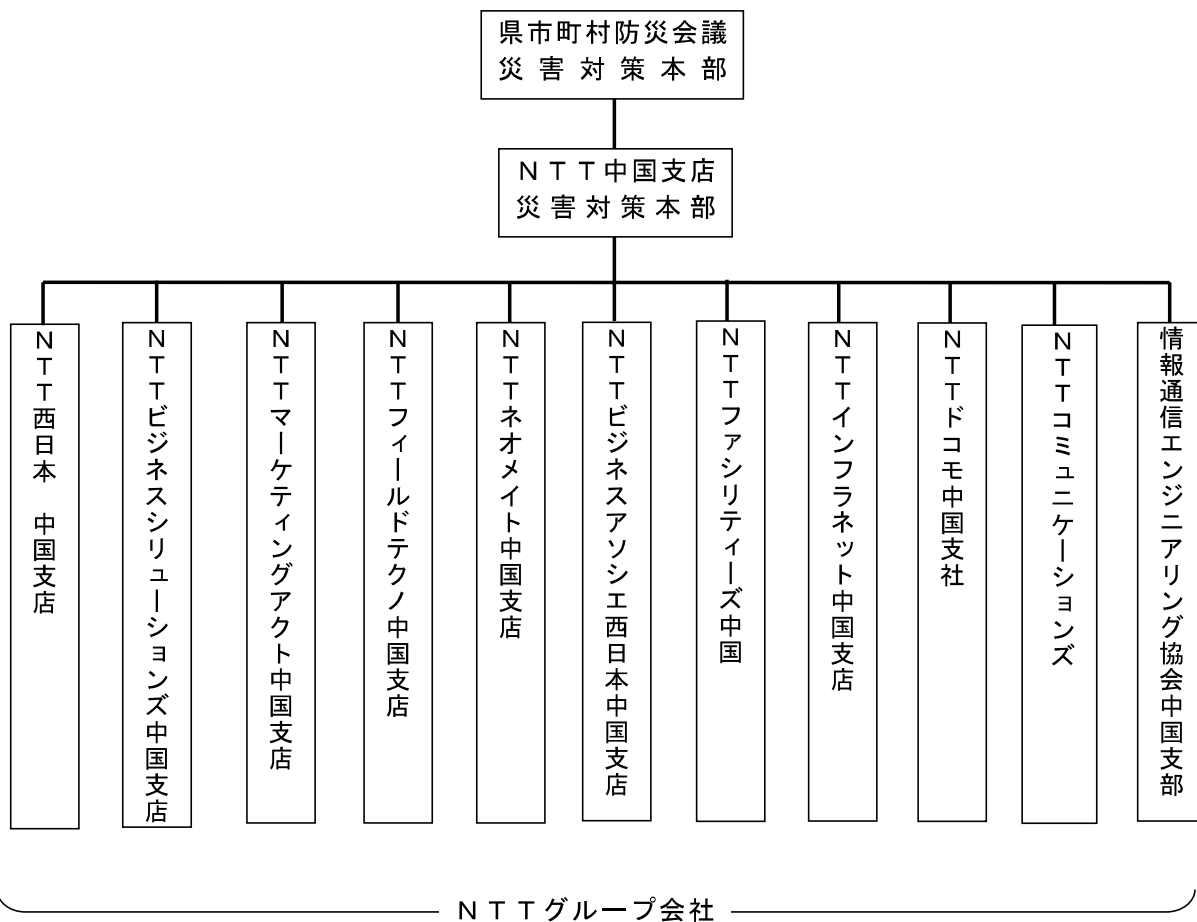 県市町村防災会議
災害対策本部
NTT中国支店
災害対策本部
NTT西日本 中国支店
NTTビジネスシリューションズ中国支店
NTTマーケティングアクト中国支店
NTTフィールドテクノ中国支店
NTTネオメイト中国支店
NTTビジネスアソシエ西日本中国支店
NTTファシリティーズ中国
NTTインフラネット中国支店
NTTドコモ中国支社
NTTコミュニケーションズ
情報通信エンジニアリング協会中国支部
NTTグループ会社